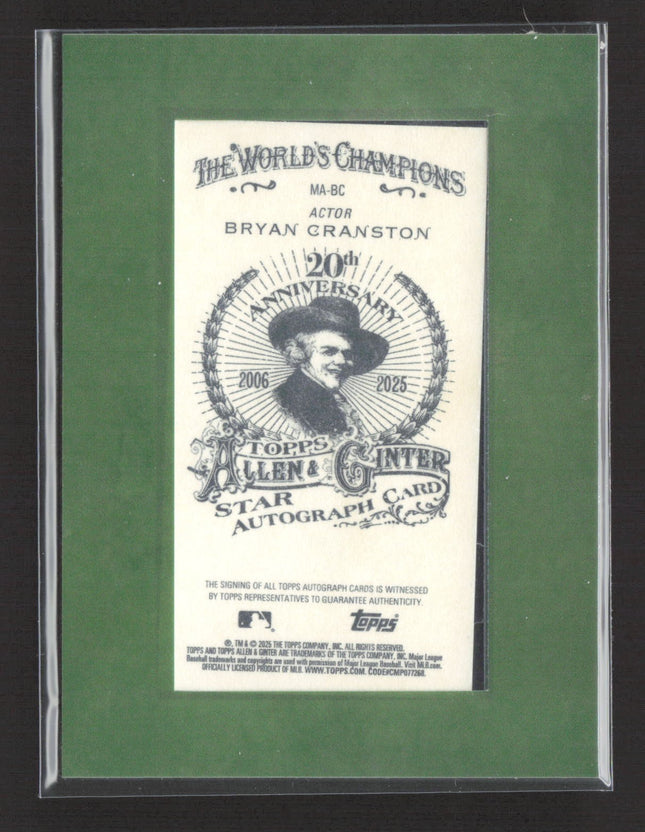 THE WORLD'S CHAMPIONS
MA-BC
ACTOR
BRYAN CRANSTON
20th
ANNIVERSARY
2006 2025
TOPPS
ALLEN & GINTER
STAR
AUTOGRAPH CARD
THE SIGNING OF ALL TOPPS AUTOGRAPH CARDS IS WITNESSED
BY TOPPS REPRESENTATIVES TO GUARANTEE AUTHENTICITY.
topps
®, TM & © 2025 THE TOPPS COMPANY, INC. ALL RIGHTS RESERVED.
TOPPS AND TOPPS ALLEN & GINTER ARE TRADEMARKS OF THE TOPPS COMPANY, INC. Major League
Baseball trademarks and copyrights are used with permission of Major League Baseball. Visit MLB.com.
OFFICIALLY LICENSED PRODUCT OF MLB. WWW.TOPPS.COM. CODE#CMP077268.